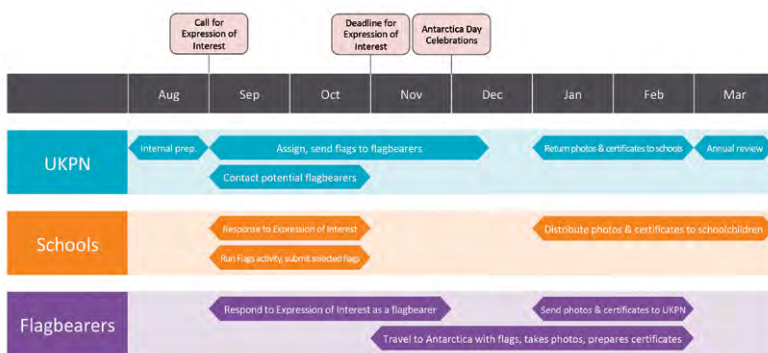 Call for
Expression of
Interest
Deadline for
Expression of
Interest
Antarctica Day
Celebrations
Aug Sep Oct Nov Dec Jan Feb Mar
UKPN
Internal prep.
Assign, send flags to flagbearers
Return photos & certificates to schools
Annual review
Contact potential flagbearers
Schools
Response to Expression of Interest
Distribute photos & certificates to schoolchildren
Run Flags activity, submit selected flags
Flagbearers
Respond to Expression of Interest as a flagbearer
Send photos & certificates to UKPN
Travel to Antarctica with flags, takes photos, prepares certificates